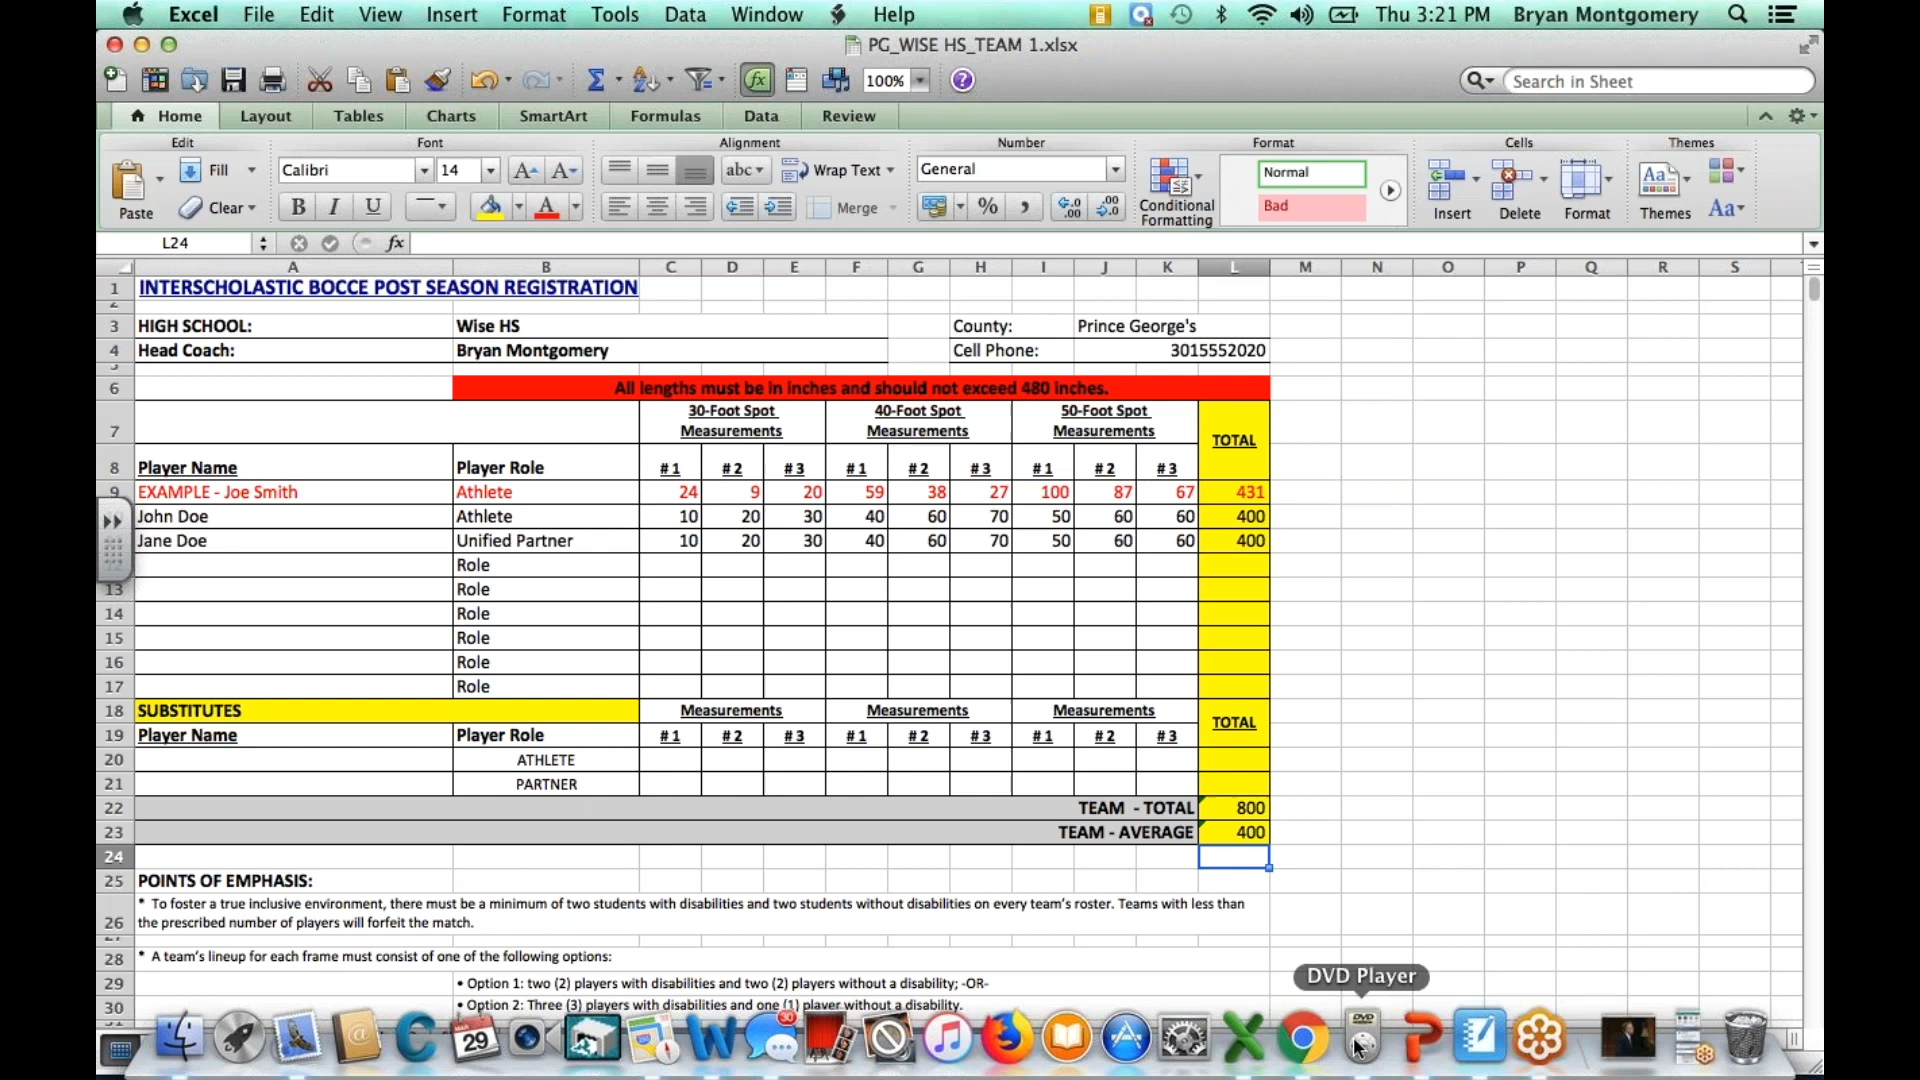 Excel File Edit View Insert Format Tools Data Window Help Thu 3:21 PM Bryan Montgomery
PG_WISE HS_TEAM 1.xlsx
100% Search in Sheet
Home Layout Tables Charts SmartArt Formulas Data Review
Edit Font Alignment Number Format Cells Themes
Fill Calibri 14 abc Wrap Text General Normal
Paste Clear B I U A Merge % Conditional Formatting Bad Insert Delete Format Themes Aa
L24 fx
A B C D E F G H I J K L M N O P Q R S
1 INTERSCHOLASTIC BOCCE POST SEASON REGISTRATION
3 HIGH SCHOOL: Wise HS County: Prince George's
4 Head Coach: Bryan Montgomery Cell Phone: 3015552020
6 All lengths must be in inches and should not exceed 480 inches.
30-Foot Spot 40-Foot Spot 50-Foot Spot
7 Measurements Measurements Measurements TOTAL
8 Player Name Player Role #1 #2 #3 #1 #2 #3 #1 #2 #3
9 EXAMPLE - Joe Smith Athlete 24 9 20 59 38 27 100 87 67 431
John Doe Athlete 10 20 30 40 60 70 50 60 60 400
Jane Doe Unified Partner 10 20 30 40 60 70 50 60 60 400
Role
13 Role
14 Role
15 Role
16 Role
17 Role
18 SUBSTITUTES Measurements Measurements Measurements TOTAL
19 Player Name Player Role #1 #2 #3 #1 #2 #3 #1 #2 #3
20 ATHLETE
21 PARTNER
22 TEAM - TOTAL 800
23 TEAM - AVERAGE 400
24
25 POINTS OF EMPHASIS:
* To foster a true inclusive environment, there must be a minimum of two students with disabilities and two students without disabilities on every team's roster. Teams with less than
26 the prescribed number of players will forfeit the match.
28 * A team's lineup for each frame must consist of one of the following options:
29 • Option 1: two (2) players with disabilities and two (2) players without a disability; -OR-
30 • Option 2: Three (3) players with disabilities and one (1) player without a disability.
DVD Player
29 30 DVD